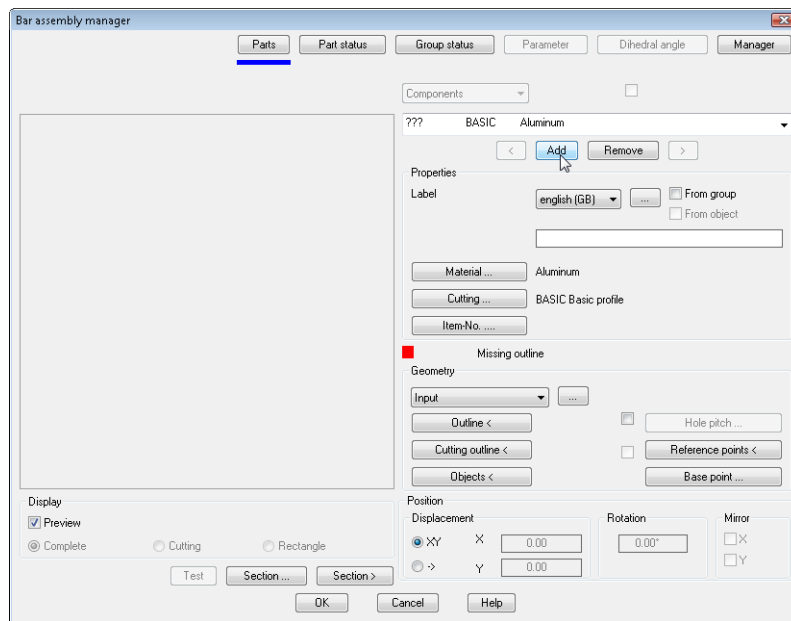 Bar assembly manager
Parts Part status Group status Parameter Dihedral angle Manager
Components
??? BASIC Aluminum
< Add Remove >
Properties
Label english (GB) ... From group
From object
Material ... Aluminum
Cutting ... BASIC Basic profile
Item-No. ....
Missing outline
Geometry
Input ...
Outline < Hole pitch ...
Cutting outline < Reference points <
Objects < Base point ...
Display Position
Preview Displacement Rotation Mirror
Complete Cutting Rectangle XY X 0.00 0.00° X
-> Y 0.00 Y
Test Section ... Section >
OK Cancel Help